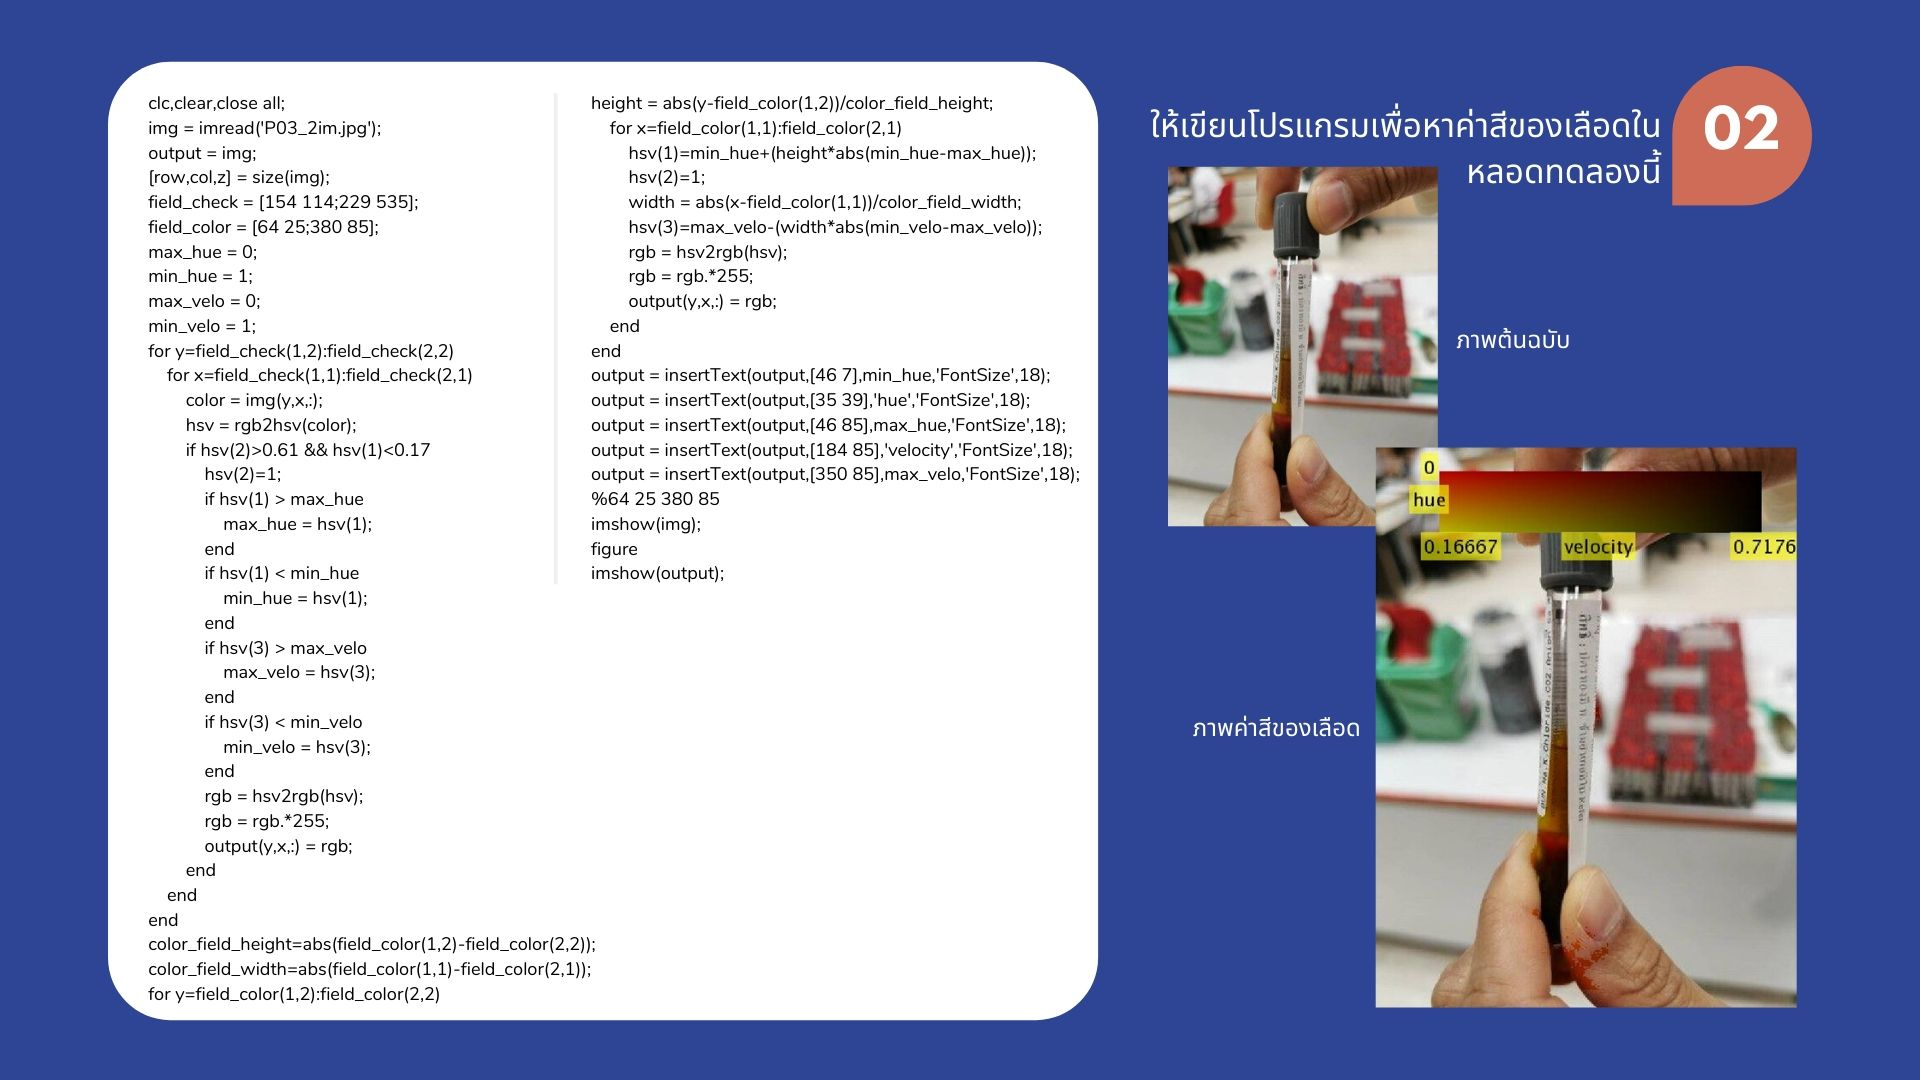 clc,clear,close all;
img = imread('P03_2im.jpg');
output = img;
[row,col,z] = size(img);
field_check = [154 114;229 535];
field_color = [64 25;380 85];
max_hue = 0;
min_hue = 1;
max_velo = 0;
min_velo = 1;
for y=field_check(1,2):field_check(2,2)
for x=field_check(1,1):field_check(2,1)
color = img(y,x,:);
hsv = rgb2hsv(color);
if hsv(2)>0.61 && hsv(1)<0.17
hsv(2)=1;
if hsv(1) > max_hue
max_hue = hsv(1);
end
if hsv(1) < min_hue
min_hue = hsv(1);
end
if hsv(3) > max_velo
max_velo = hsv(3);
end
if hsv(3) < min_velo
min_velo = hsv(3);
end
rgb = hsv2rgb(hsv);
rgb = rgb.*255;
output(y,x,:) = rgb;
end
end
end
color_field_height=abs(field_color(1,2)-field_color(2,2));
color_field_width=abs(field_color(1,1)-field_color(2,1));
for y=field_color(1,2):field_color(2,2)
height = abs(y-field_color(1,2))/color_field_height;
for x=field_color(1,1):field_color(2,1)
hsv(1)=min_hue+(height*abs(min_hue-max_hue));
hsv(2)=1;
width = abs(x-field_color(1,1))/color_field_width;
hsv(3)=max_velo-(width*abs(min_velo-max_velo));
rgb = hsv2rgb(hsv);
rgb = rgb.*255;
output(y,x,:) = rgb;
end
end
output = insertText(output,[46 7],min_hue,'FontSize',18);
output = insertText(output,[35 39],'hue','FontSize',18);
output = insertText(output,[46 85],max_hue,'FontSize',18);
output = insertText(output,[184 85],'velocity','FontSize',18);
output = insertText(output,[350 85],max_velo,'FontSize',18);
%64 25 380 85
imshow(img);
figure
imshow(output);
ให้เขียนโปรแกรมเพื่อหาค่าสีของเลือดใน
หลอดทดลองนี้
02
ภาพต้นฉบับ
0
hue
0.16667 velocity 0.7176
ภาพค่าสีของเลือด